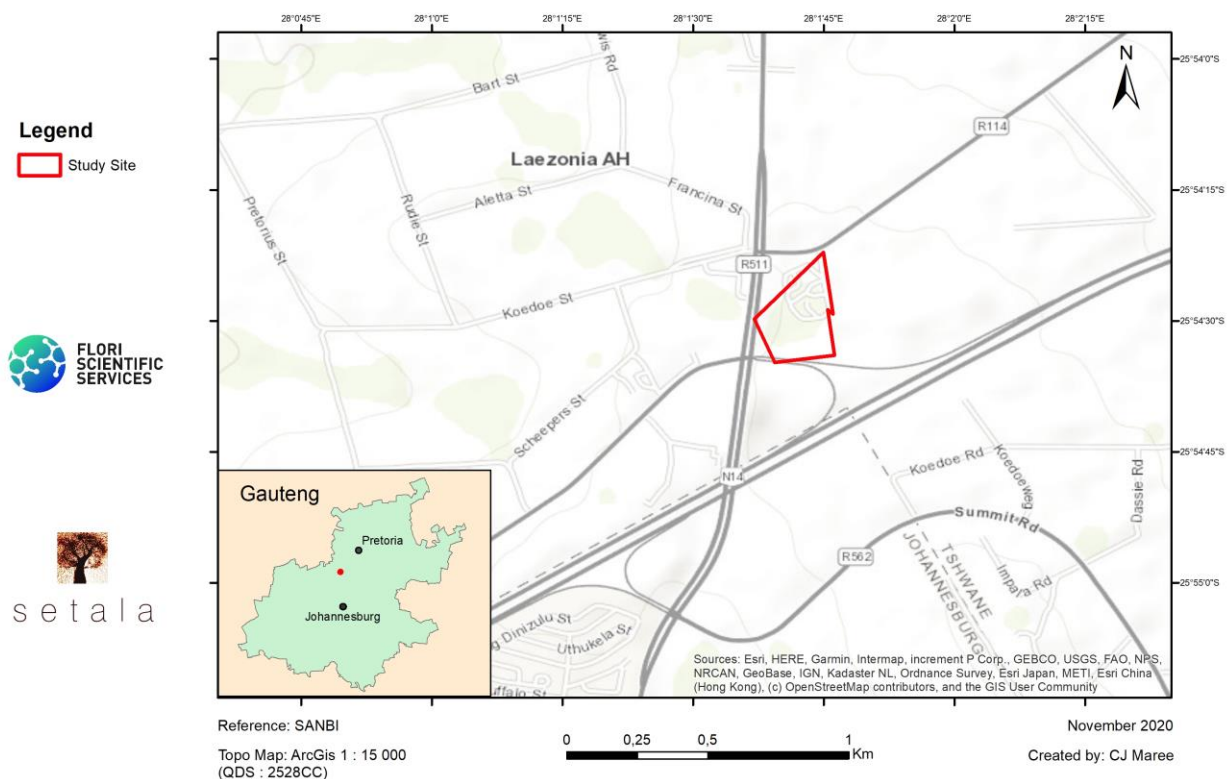 28°0'45"E
28°1'0"E
28°1'15"E
28°1'30"E
28°1'45"E
28°2'0"E
28°2'15"E
25°54'0"S
25°54'15"S
25°54'30"S
25°54'45"S
25°55'0"S
N
Legend
Study Site
FLORI
SCIENTIFIC
SERVICES
setala
wis Rd
Bart St
Laezonia AH
Aletta St
Francina St
Rudie St
Pretorius St
Koedoe St
R511
R114
Scheepers St
N14
Koedoe Rd
Koedoeweg
Dassie Rd
Summit Rd
R562
TSHWANE
JOHANNESBURG
Impala Rd
g Dinizulu St
Uthukela St
uffalo St
Gauteng
Pretoria
Johannesburg
Sources: Esri, HERE, Garmin, Intermap, increment P Corp., GEBCO, USGS, FAO, NPS,
NRCAN, GeoBase, IGN, Kadaster NL, Ordnance Survey, Esri Japan, METI, Esri China
(Hong Kong), (c) OpenStreetMap contributors, and the GIS User Community
Reference: SANBI
Topo Map: ArcGis 1 : 15 000
(QDS : 2528CC)
0 0,25 0,5 1
Km
November 2020
Created by: CJ Maree